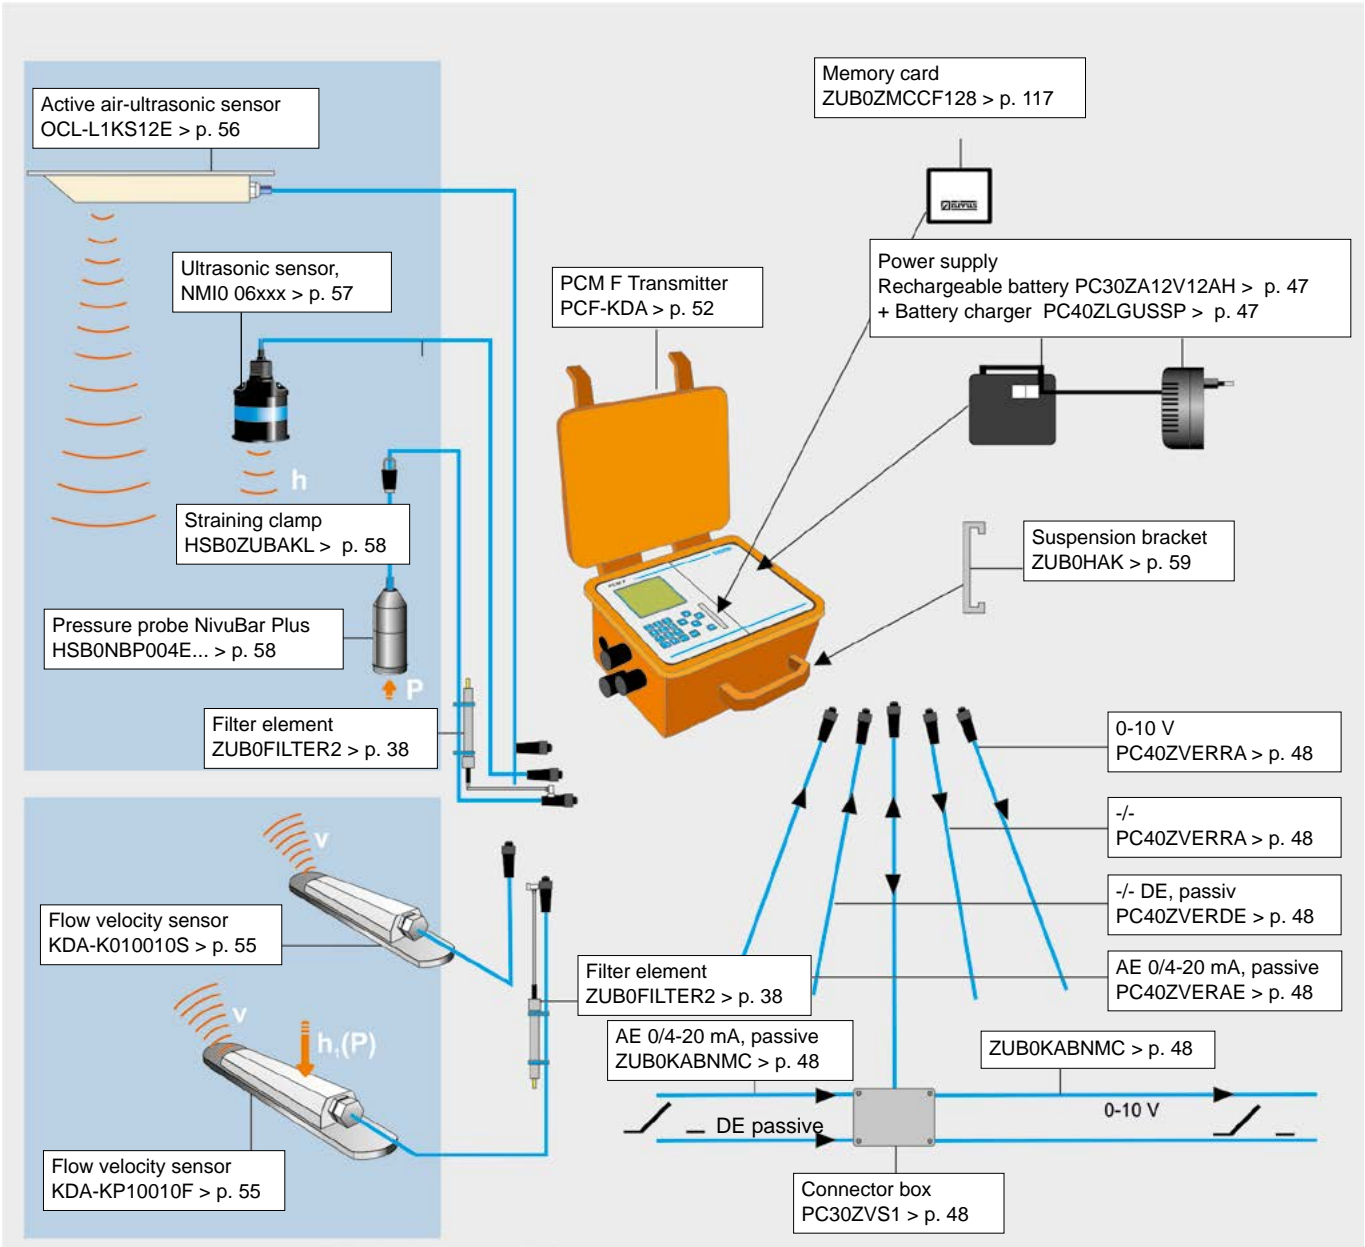 Active air-ultrasonic sensor
OCL-L1KS12E > p. 56
Memory card
ZUB0ZMCCF128 > p. 117
nivus
Ultrasonic sensor,
NMI0 06xxx > p. 57
PCM F Transmitter
PCF-KDA > p. 52
Power supply
Rechargeable battery PC30ZA12V12AH > p. 47
+ Battery charger PC40ZLGUSSP > p. 47
h
Straining clamp
HSB0ZUBAKL > p. 58
Suspension bracket
ZUB0HAK > p. 59
PCM F
Pressure probe NivuBar Plus
HSB0NBP004E... > p. 58
P
Filter element
ZUB0FILTER2 > p. 38
0-10 V
PC40ZVERRA > p. 48
-/-
PC40ZVERRA > p. 48
-/- DE, passiv
PC40ZVERDE > p. 48
AE 0/4-20 mA, passive
PC40ZVERAE > p. 48
v
Flow velocity sensor
KDA-K010010S > p. 55
Filter element
ZUB0FILTER2 > p. 38
v
h₁(P)
AE 0/4-20 mA, passive
ZUB0KABNMC > p. 48
ZUB0KABNMC > p. 48
0-10 V
DE passive
Flow velocity sensor
KDA-KP10010F > p. 55
Connector box
PC30ZVS1 > p. 48